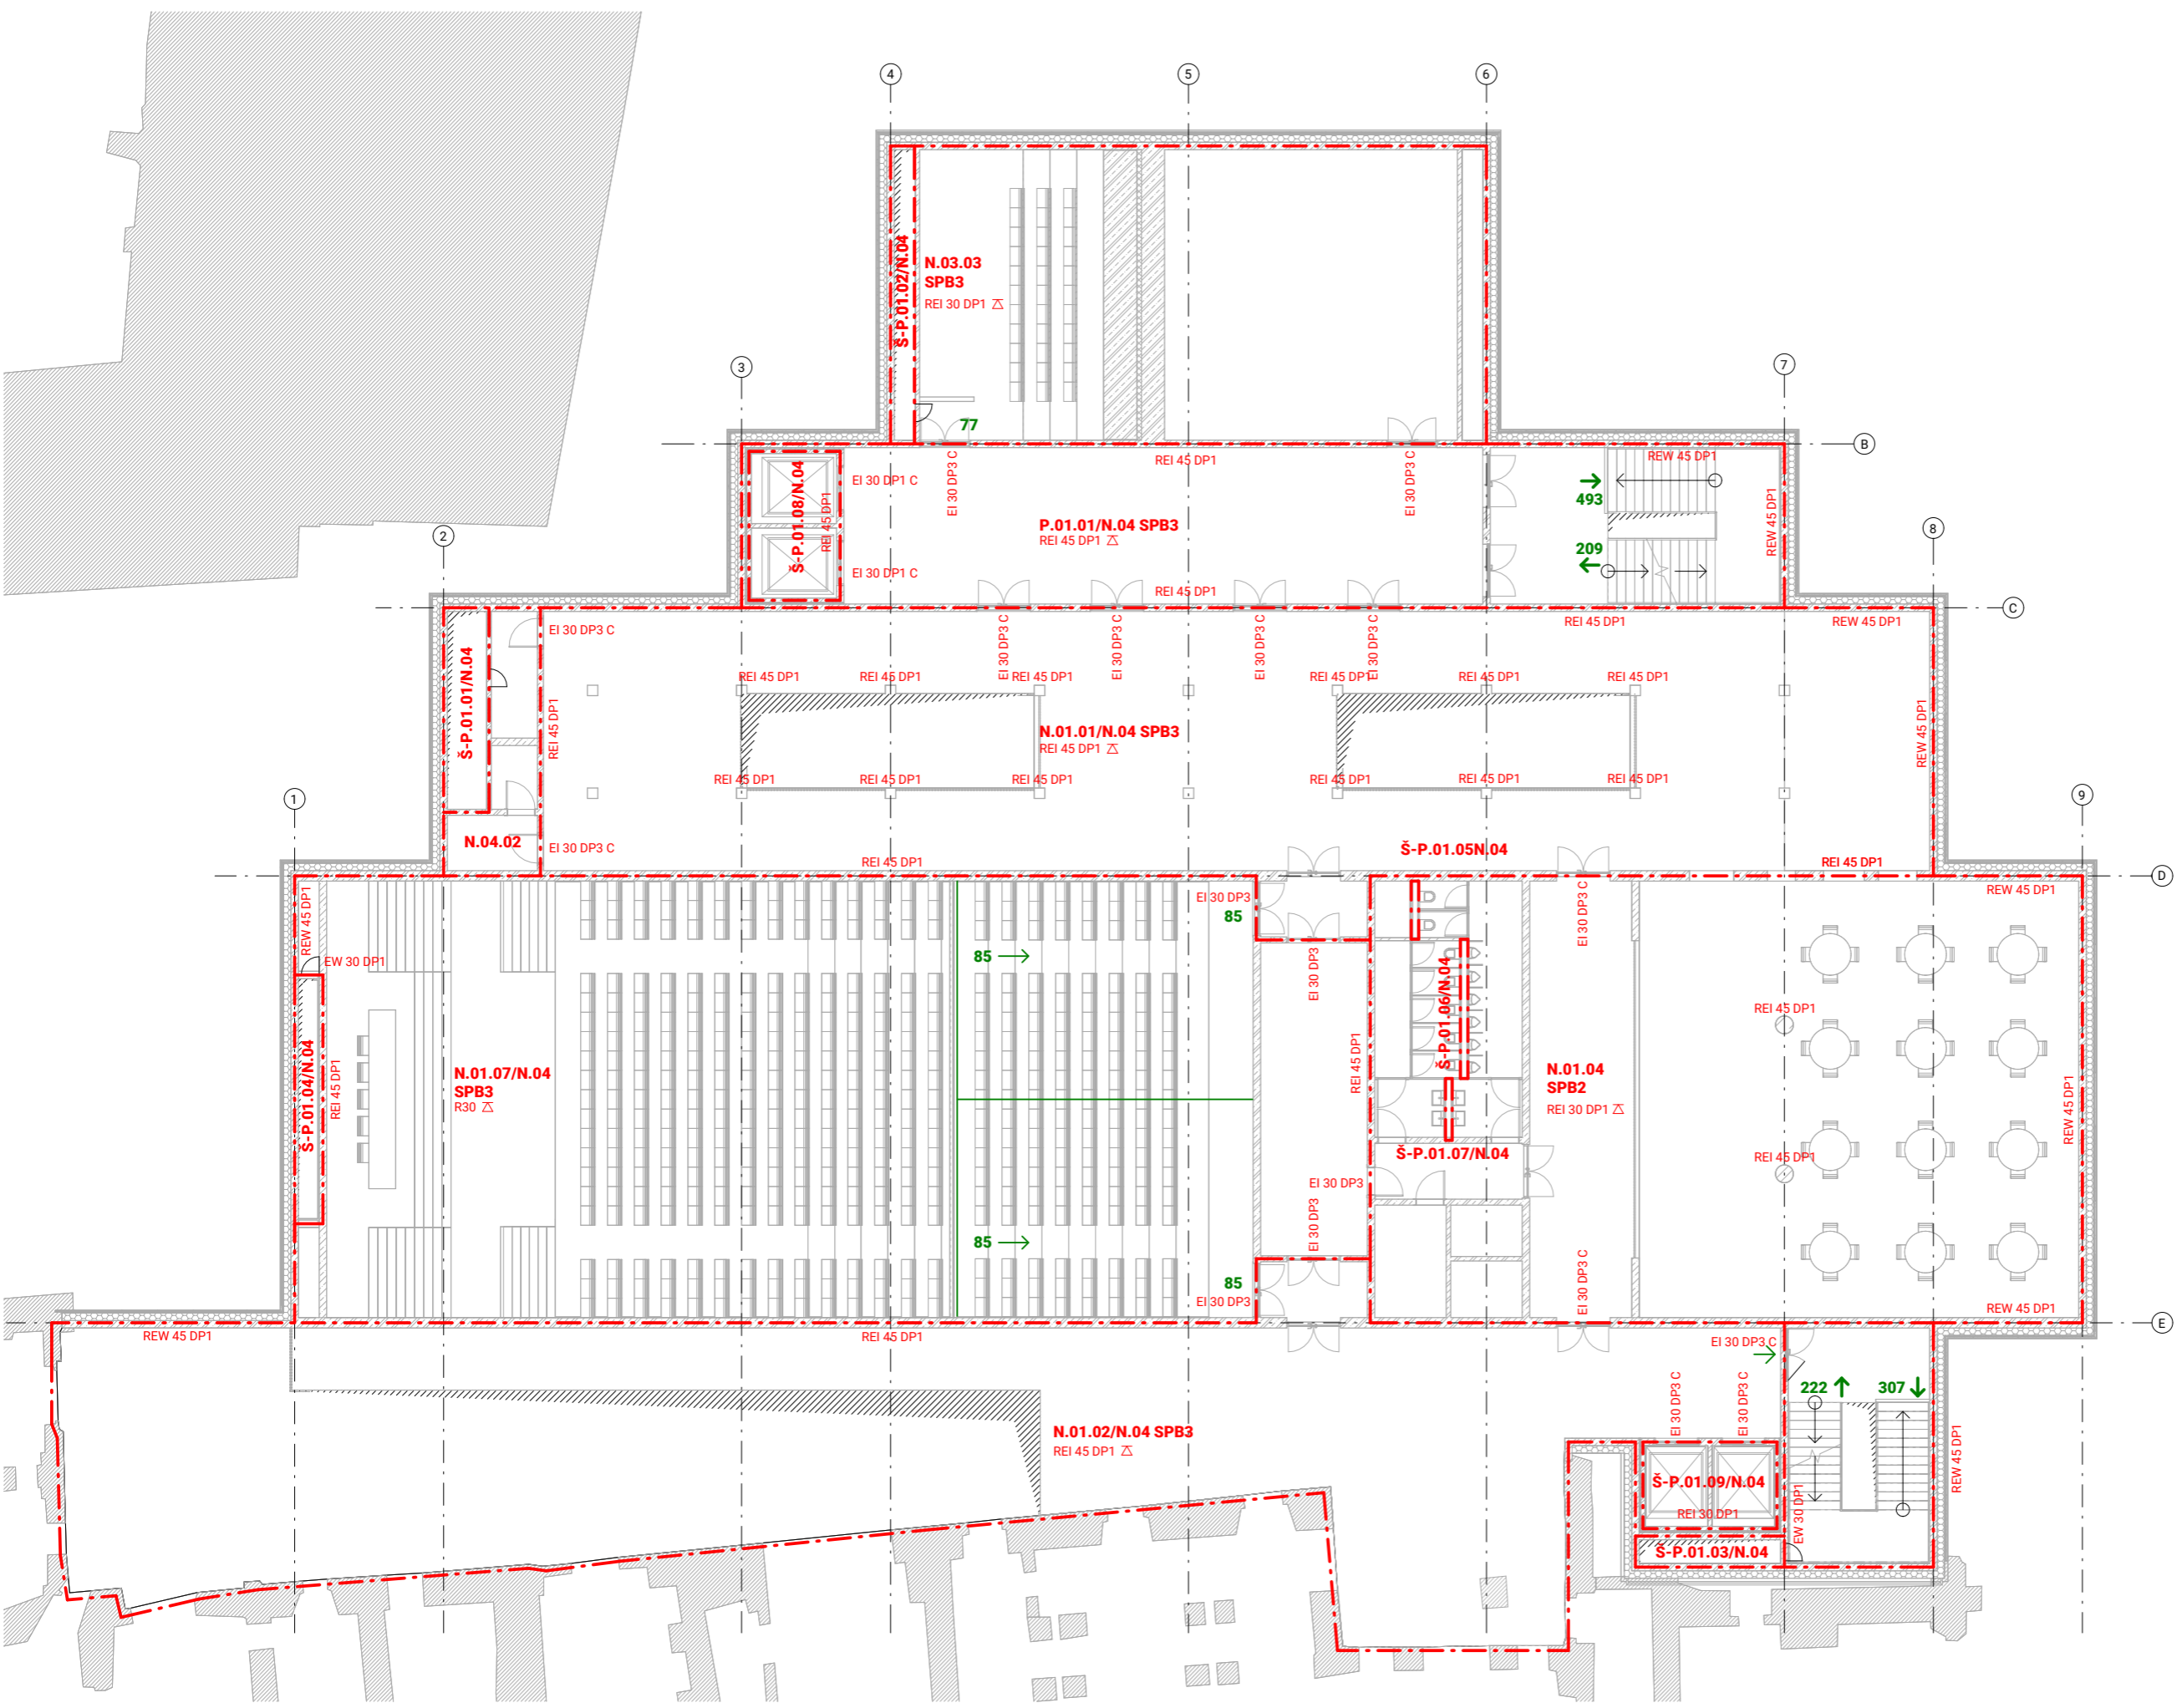 4
5
6
Š-P.01.02/N.04
N.03.03
SPB3
REI 30 DP1
3
7
77
B
REI 45 DP1
REW 45 DP1
EI 30 DP3 C
EI 30 DP3 C
EI 30 DP1 C
Š-P.01.08/N.04
REI 45 DP1
493
P.01.01/N.04 SPB3
REI 45 DP1
REW 45 DP1
209
2
8
EI 30 DP1 C
REI 45 DP1
C
EI 30 DP3 C
REI 45 DP1
REW 45 DP1
EI 30 DP3 C
EI 30 DP3 C
EI 30 DP3 C
EI 30 DP3 C
Š-P.01.01/N.04
REI 45 DP1
REI 45 DP1
REI 45 DP1
REI 45 DP1
REI 45 DP1
REI 45 DP1
REI 45 DP1
N.01.01/N.04 SPB3
REI 45 DP1
REW 45 DP1
REI 45 DP1
REI 45 DP1
REI 45 DP1
REI 45 DP1
REI 45 DP1
REI 45 DP1
1
9
N.04.02
EI 30 DP3 C
Š-P.01.05N.04
REI 45 DP1
REI 45 DP1
D
REW 45 DP1
REW 45 DP1
EI 30 DP3
85
EI 30 DP3 C
85
EW 30 DP1
EI 30 DP3
Š-P.01.06/N.04
REI 45 DP1
Š-P.01.04/N.04
REI 45 DP1
N.01.07/N.04
SPB3
R30
REI 45 DP1
N.01.04
SPB2
REI 30 DP1
REW 45 DP1
Š-P.01.07/N.04
REI 45 DP1
EI 30 DP3
EI 30 DP3
85
85
EI 30 DP3
EI 30 DP3 C
REW 45 DP1
E
REW 45 DP1
REI 45 DP1
EI 30 DP3 C
222
307
EI 30 DP3 C
EI 30 DP3 C
N.01.02/N.04 SPB3
REI 45 DP1
REW 45 DP1
Š-P.01.09/N.04
REI 30 DP1
EW 30 DP1
Š-P.01.03/N.04